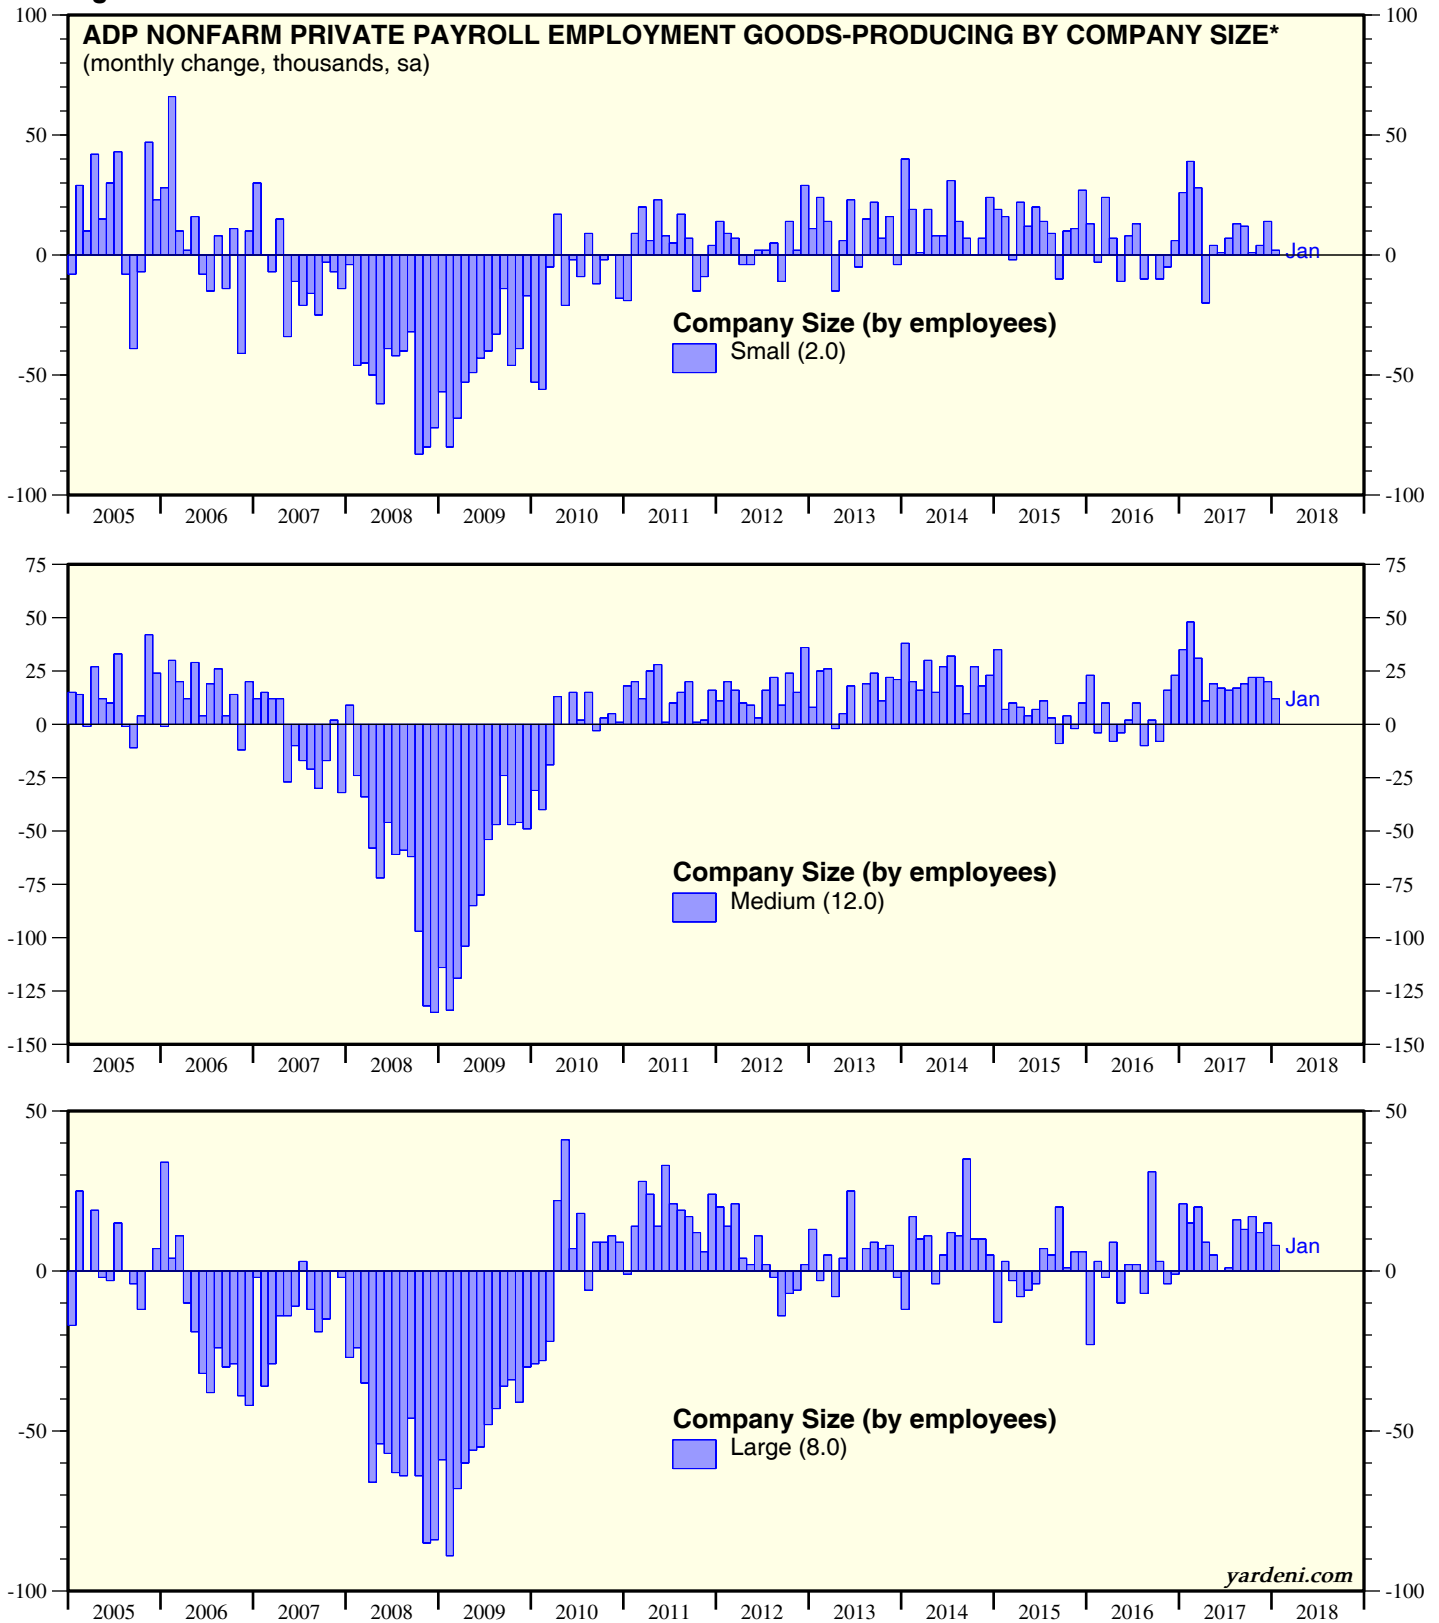 100 100
ADP NONFARM PRIVATE PAYROLL EMPLOYMENT GOODS-PRODUCING BY COMPANY SIZE*
(monthly change, thousands, sa)
50 50
0 Jan 0
Company Size (by employees)
Small (2.0)
-50 -50
-100 -100
2005 2006 2007 2008 2009 2010 2011 2012 2013 2014 2015 2016 2017 2018
75 75
50 50
25 25
Jan
0 0
-25 -25
-50 -50
Company Size (by employees)
-75 -75
Medium (12.0)
-100 -100
-125 -125
-150 -150
2005 2006 2007 2008 2009 2010 2011 2012 2013 2014 2015 2016 2017 2018
50 50
Jan
0 0
Company Size (by employees)
-50 -50
Large (8.0)
yardeni.com
-100 -100
2005 2006 2007 2008 2009 2010 2011 2012 2013 2014 2015 2016 2017 2018